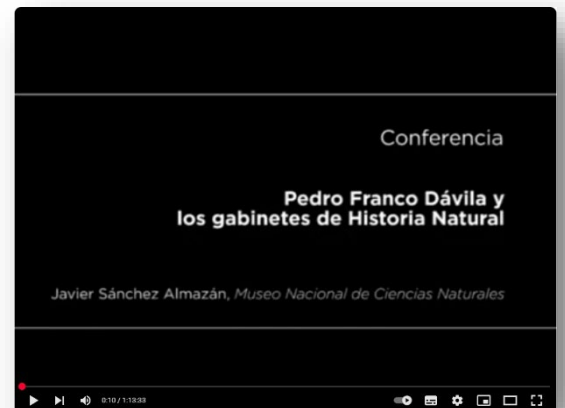 Conferencia
Pedro Franco Dávila y
los gabinetes de Historia Natural
Javier Sánchez Almazán, Museo Nacional de Ciencias Naturales
0:10 / 1:13:33